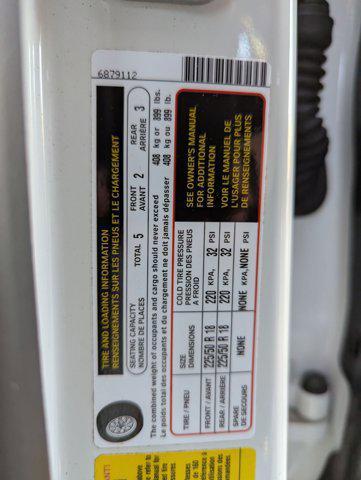 6879112
TIRE AND LOADING INFORMATION
RENSEIGNEMENTS SUR LES PNEUS ET LE CHARGEMENT
SEATING CAPACITY TOTAL 5 FRONT 2 REAR 3
NOMBRE DE PLACES AVANT ARRIÈRE
The combined weight of occupants and cargo should never exceed 408 kg or 899 lbs.
Le poids total des occupants et du chargement ne doit jamais dépasser 408 kg ou 899 lb.
TIRE / PNEU SIZE DIMENSIONS COLD TIRE PRESSURE PRESSION DES PNEUS A FROID
FRONT / AVANT 225/50 R 18 220 KPA, 32 PSI
REAR / ARRIÈRE 225/50 R 18 220 KPA, 32 PSI
SPARE DE SECOURS NONE NONE KPA, NONE PSI
SEE OWNER'S MANUAL
FOR ADDITIONAL
INFORMATION
VOIR LE MANUEL DE
L'USAGER POUR PLUS
DE RENSEIGNEMENTS